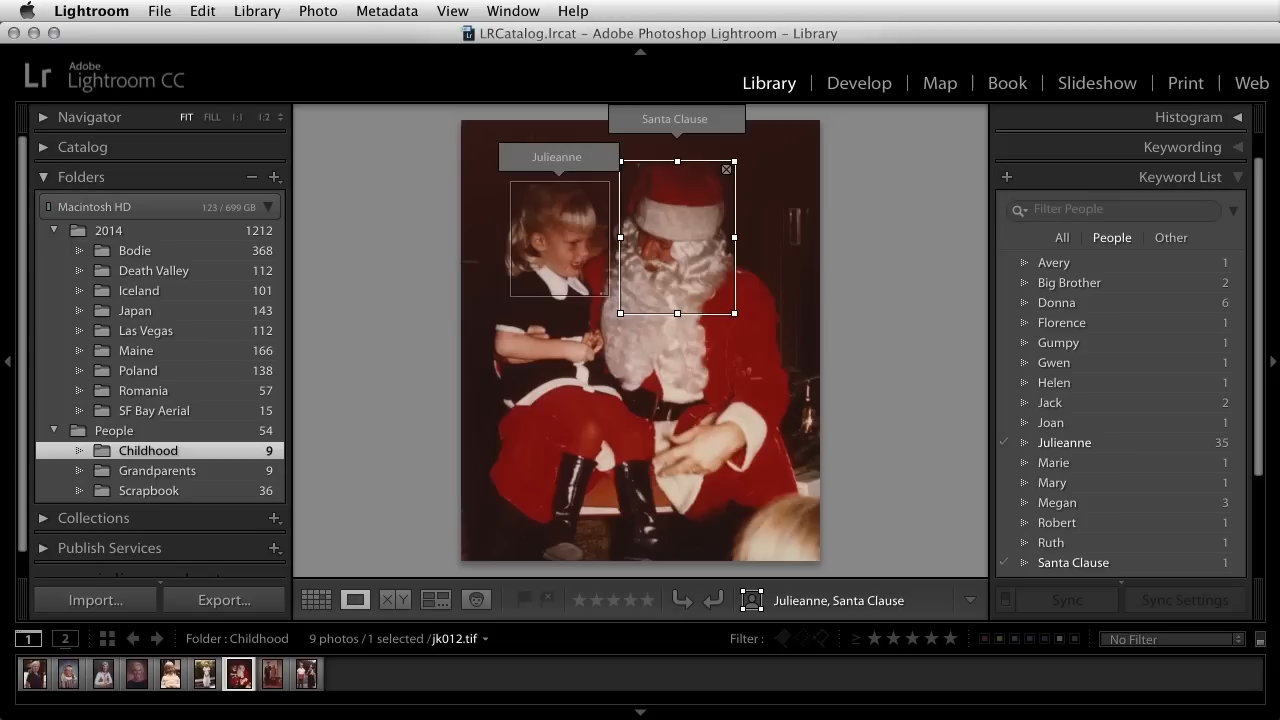 Lightroom File Edit Library Photo Metadata View Window Help
LRCatalog.lrcat – Adobe Photoshop Lightroom – Library
Lr Adobe Lightroom CC
Library Develop Map Book Slideshow Print Web
Navigator FIT FILL 1:1 1:2
Catalog
Folders
Macintosh HD 123 / 699 GB
2014 1212
Bodie 368
Death Valley 112
Iceland 101
Japan 143
Las Vegas 112
Maine 166
Poland 138
Romania 57
SF Bay Aerial 15
People 54
Childhood 9
Grandparents 9
Scrapbook 36
Collections
Publish Services
Import... Export...
Santa Clause
Julieanne
Histogram
Keywording
Keyword List
Filter People
All People Other
Avery 1
Big Brother 2
Donna 6
Florence 1
Gumpy 1
Gwen 1
Helen 1
Jack 2
Joan 1
Julieanne 35
Marie 1
Mary 1
Megan 3
Robert 1
Ruth 1
Santa Clause 1
X Y
Julieanne, Santa Clause
Sync Sync Settings
1 2 Folder : Childhood 9 photos / 1 selected / jk012.tif Filter : ≥ No Filter